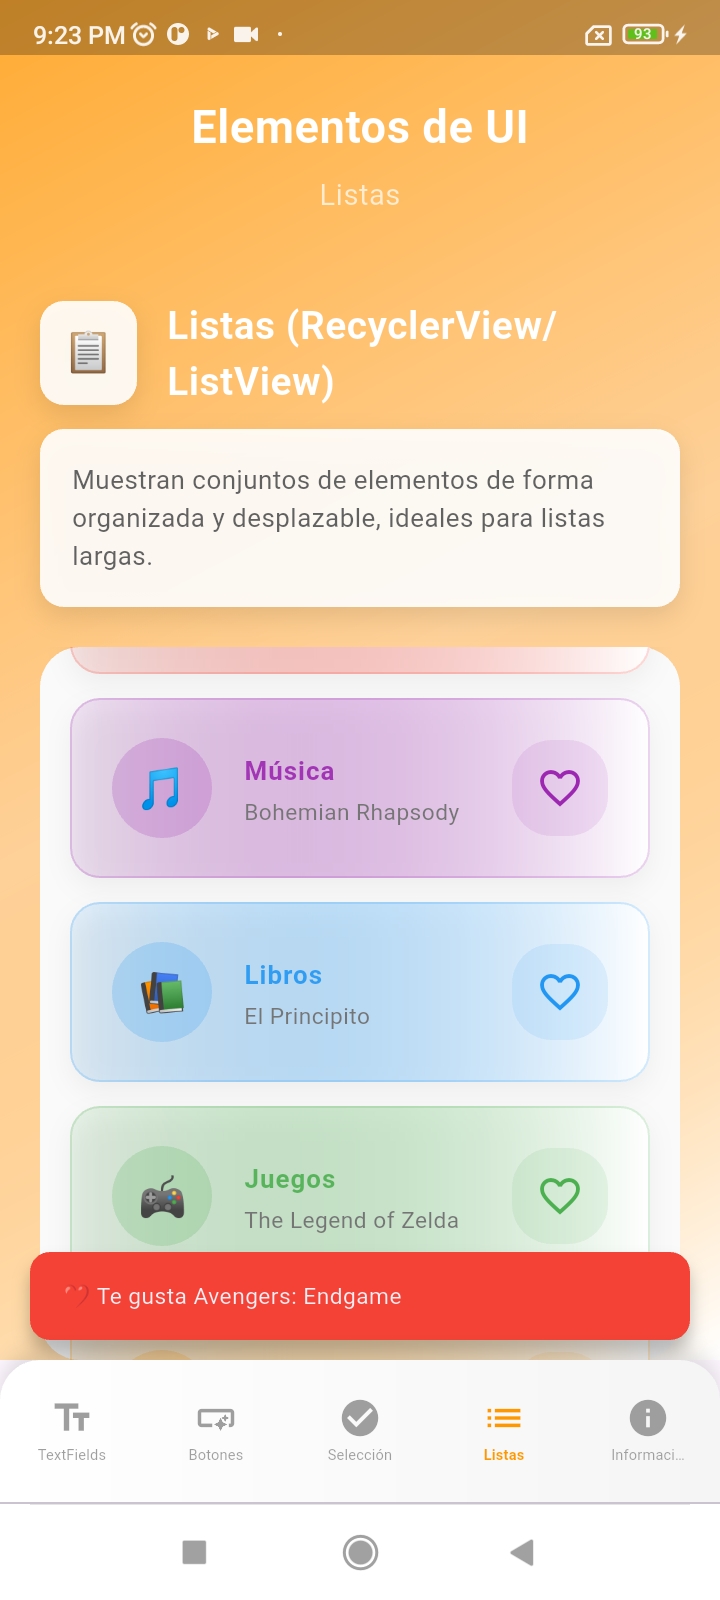 9:23 PM
93
Elementos de UI
Listas
Listas (RecyclerView/
ListView)
Muestran conjuntos de elementos de forma
organizada y desplazable, ideales para listas
largas.
Música
Bohemian Rhapsody
Libros
El Principito
Juegos
The Legend of Zelda
Te gusta Avengers: Endgame
TextFields
Botones
Selección
Listas
Informaci...